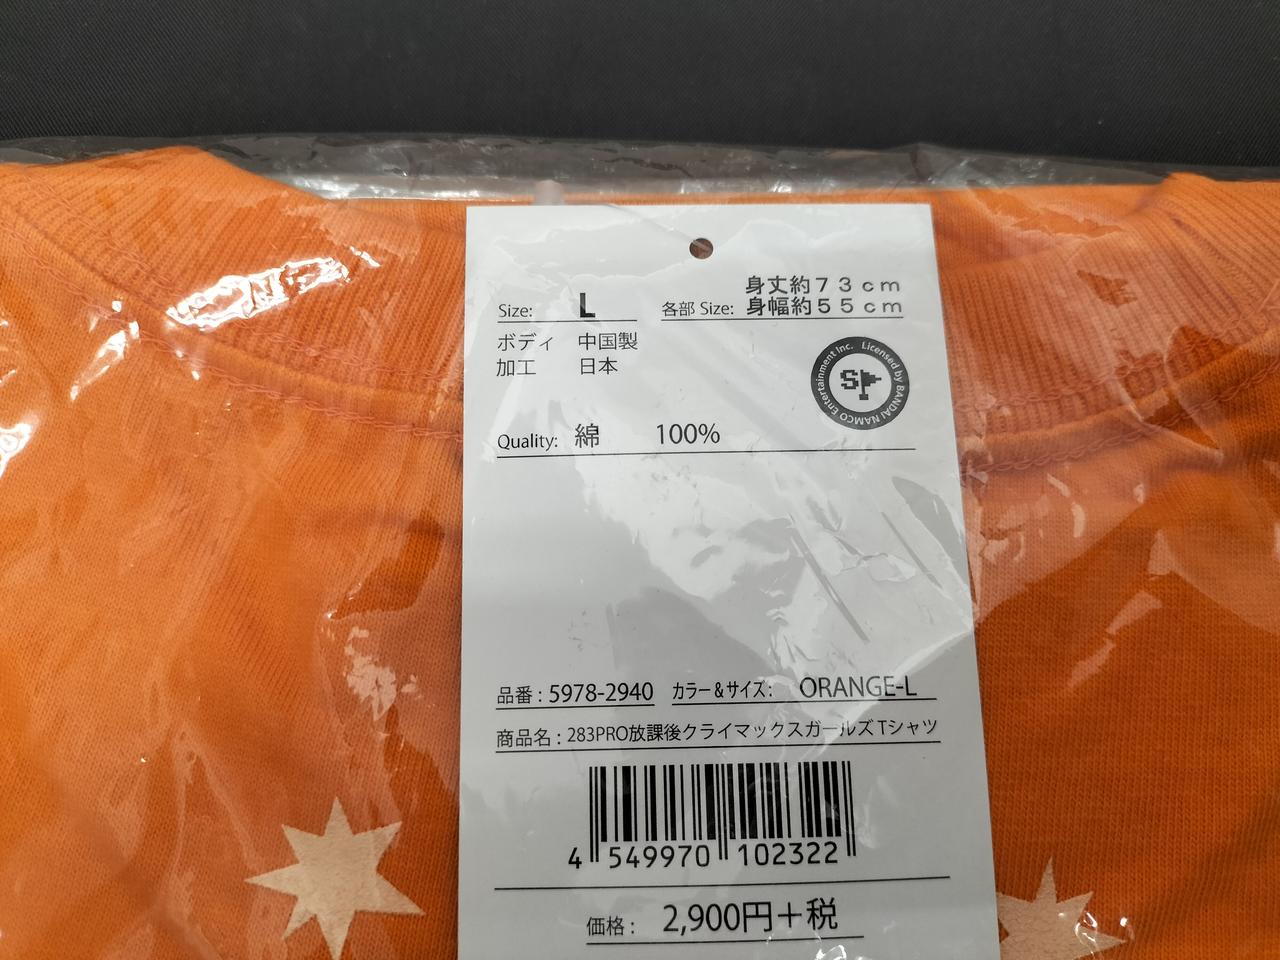 Size: L 各部 Size: 身丈約73cm
身幅約55cm
ボディ 中国製
加工 日本
Licensed by BANDAI NAMCO Entertainment Inc.
S
Quality: 綿 100%
品番：5978-2940 カラー＆サイズ： ORANGE-L
商品名：283PRO放課後クライマックスガールズTシャツ
4 549970 102322
価格： 2,900円＋税